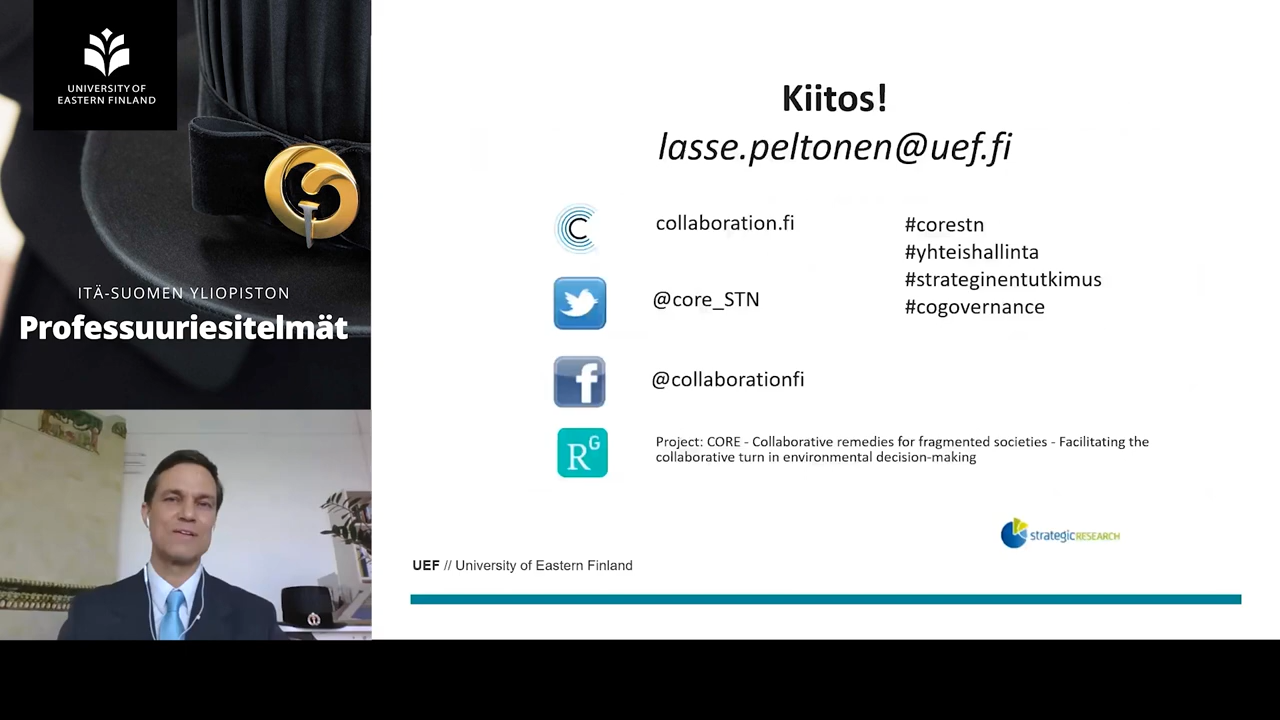 UNIVERSITY OF
EASTERN FINLAND
ITÄ-SUOMEN YLIOPISTON
Professuuriesitelmät
Kiitos!
lasse.peltonen@uef.fi
C
collaboration.fi
@core_STN
f
@collaborationfi
RG
Project: CORE - Collaborative remedies for fragmented societies - Facilitating the
collaborative turn in environmental decision-making
#corestn
#yhteishallinta
#strateginentutkimus
#cogovernance
strategicRESEARCH
UEF // University of Eastern Finland